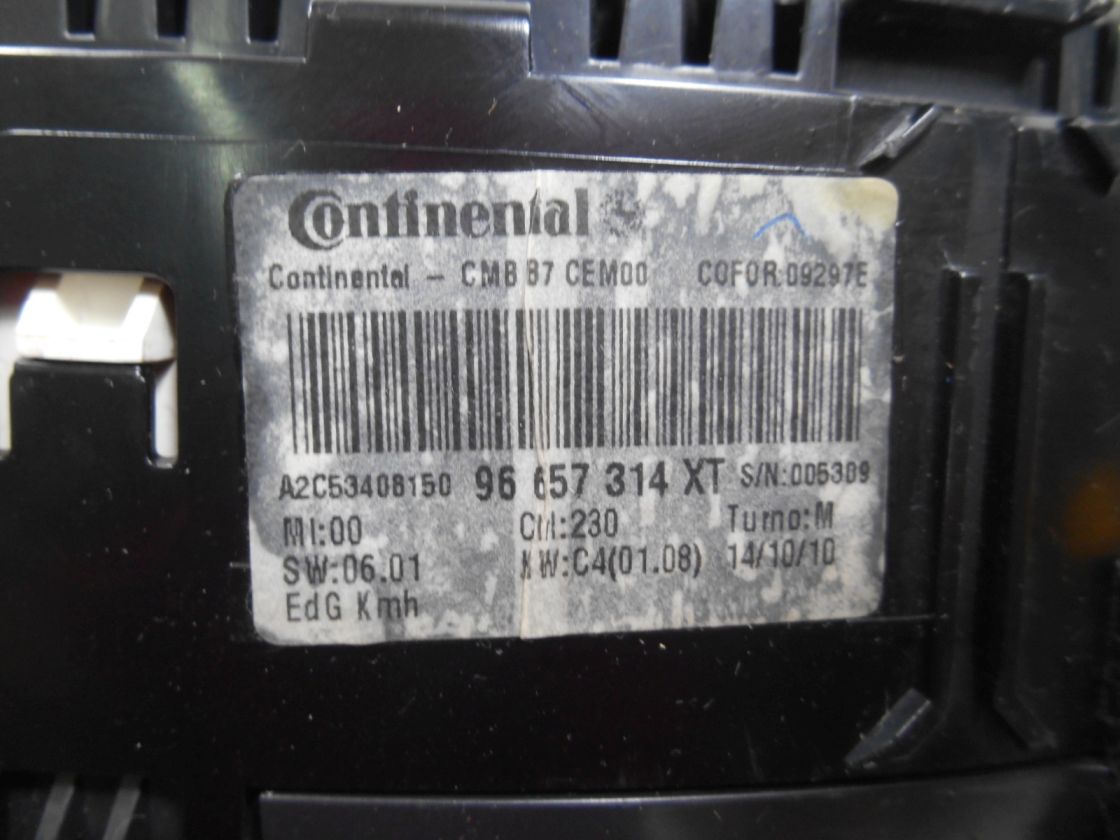 Continental
Continental - CMB B7 CEM00 COFOR:09297E
A2C53408150 96 657 314 XT S/N:005309
MI:00 CM:230 Turno:M
SW:06.01 HW:C4(01.08) 14/10/10
EdG Kmh